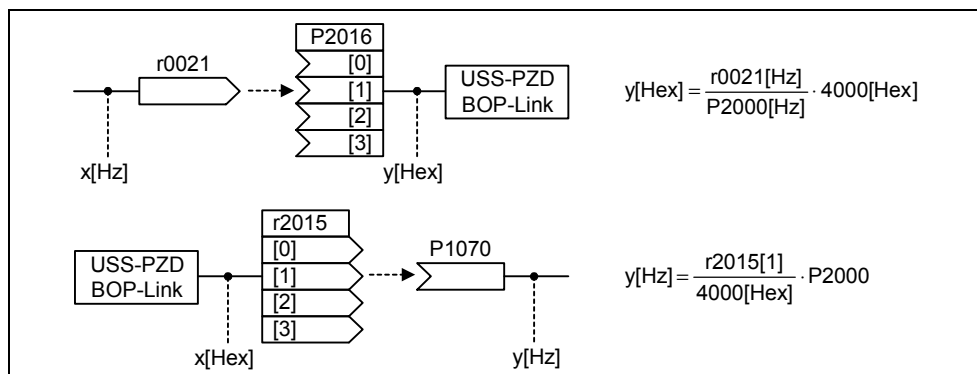 P2016
r0021
[0]
[1]
[2]
[3]
USS-PZD
BOP-Link
x[Hz]
y[Hex]
y[Hex] = r0021[Hz] / P2000[Hz] · 4000[Hex]
r2015
[0]
[1]
[2]
[3]
USS-PZD
BOP-Link
P1070
x[Hex]
y[Hz]
y[Hz] = r2015[1] / 4000[Hex] · P2000